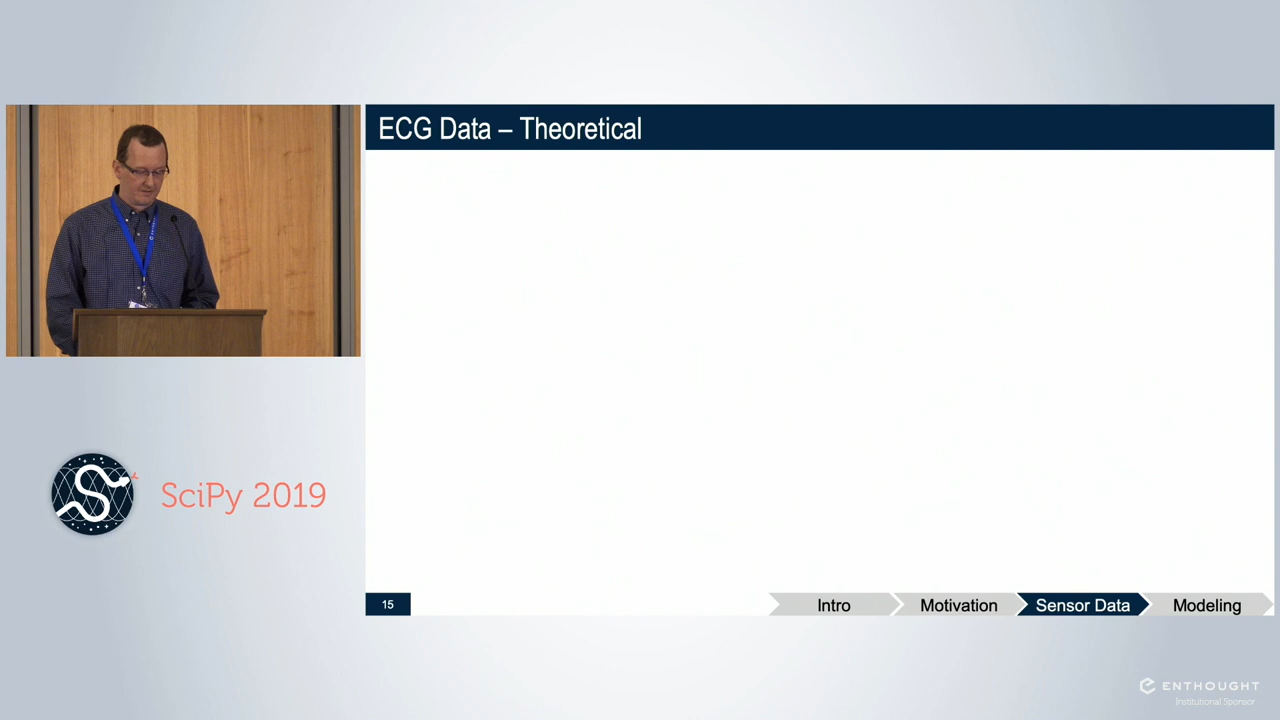 ECG Data – Theoretical
SciPy 2019
15
Intro
Motivation
Sensor Data
Modeling
ENTHOUGHT
Institutional Sponsor